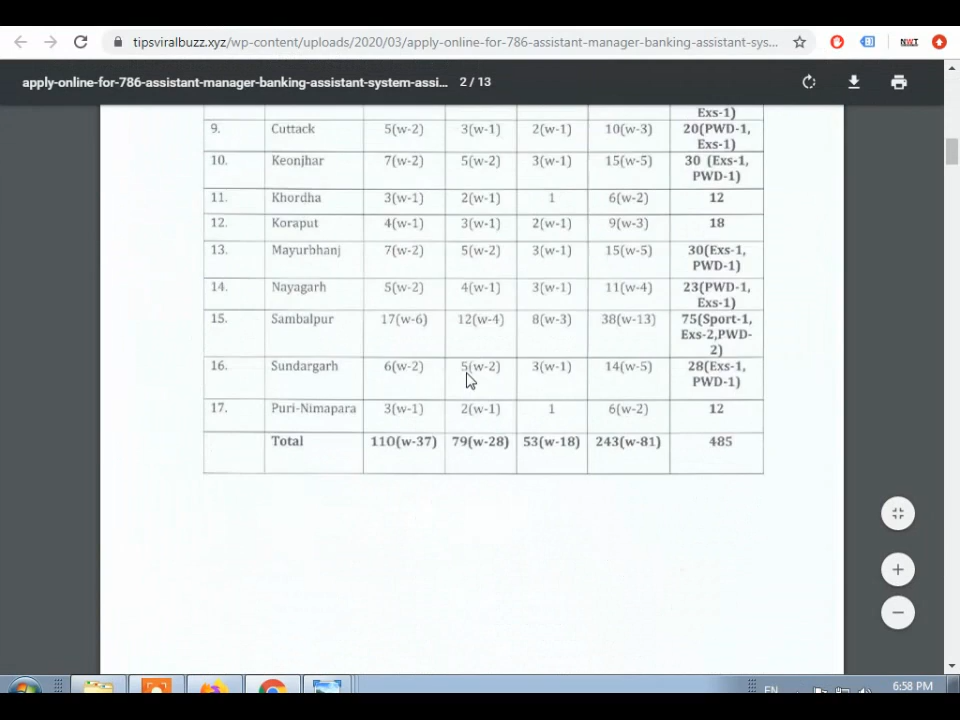 tipsviralbuzz.xyz/wp-content/uploads/2020/03/apply-online-for-786-assistant-manager-banking-assistant-sys...
NWT
apply-online-for-786-assistant-manager-banking-assistant-system-assi... 2 / 13
Exs-1)
9. Cuttack 5(w-2) 3(w-1) 2(w-1) 10(w-3) 20(PWD-1,
Exs-1)
10. Keonjhar 7(w-2) 5(w-2) 3(w-1) 15(w-5) 30 (Exs-1,
PWD-1)
11. Khordha 3(w-1) 2(w-1) 1 6(w-2) 12
12. Koraput 4(w-1) 3(w-1) 2(w-1) 9(w-3) 18
13. Mayurbhanj 7(w-2) 5(w-2) 3(w-1) 15(w-5) 30(Exs-1,
PWD-1)
14. Nayagarh 5(w-2) 4(w-1) 3(w-1) 11(w-4) 23(PWD-1,
Exs-1)
15. Sambalpur 17(w-6) 12(w-4) 8(w-3) 38(w-13) 75(Sport-1,
Exs-2,PWD-
2)
16. Sundargarh 6(w-2) 5(w-2) 3(w-1) 14(w-5) 28(Exs-1,
PWD-1)
17. Puri-Nimapara 3(w-1) 2(w-1) 1 6(w-2) 12
Total 110(w-37) 79(w-28) 53(w-18) 243(w-81) 485
EN 6:58 PM